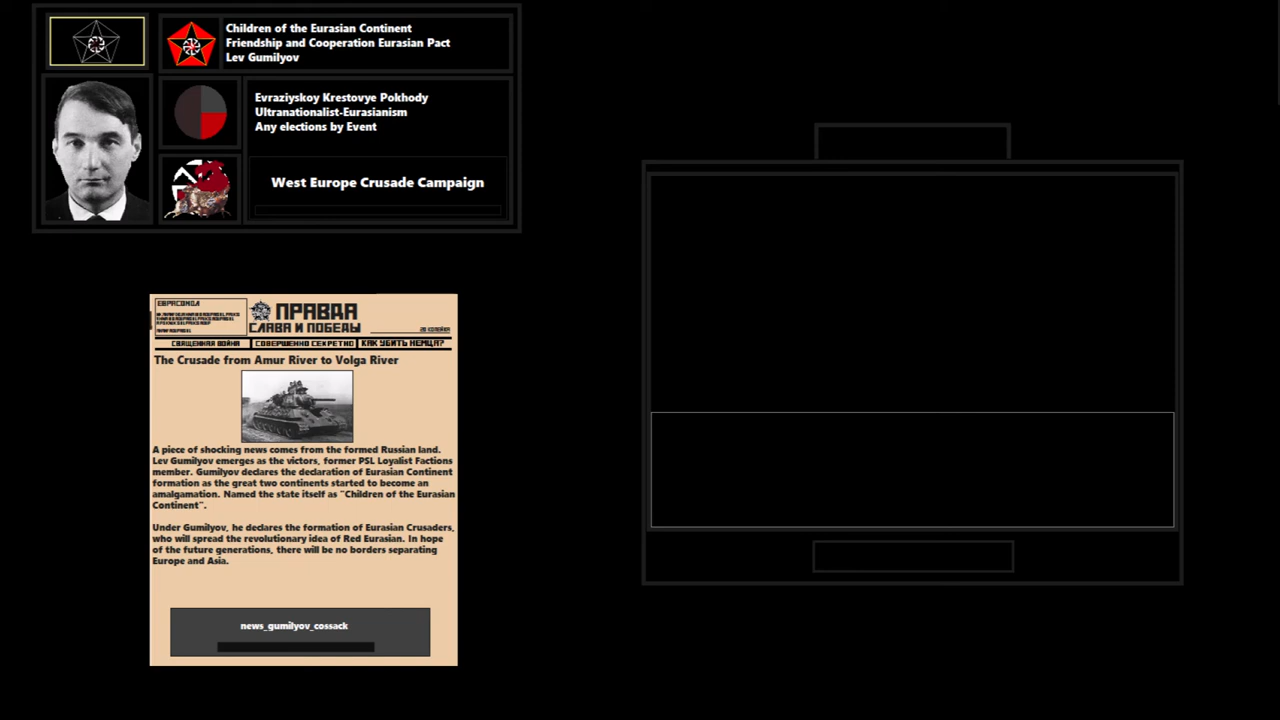 Children of the Eurasian Continent
Friendship and Cooperation Eurasian Pact
Lev Gumilyov
Evraziyskoy Krestovye Pokhody
Ultranationalist-Eurasianism
Any elections by Event
West Europe Crusade Campaign
ЕВРАСОМОЛ
ПРАВДА
СЛАВА И ПОБЕДЫ
20 КОПЕЙКА
СВЯЩЕННАЯ ВОЙНА
СОВЕРШЕННО СЕКРЕТНО
КАК УБИТЬ НЕМЦА?
The Crusade from Amur River to Volga River
A piece of shocking news comes from the formed Russian land.
Lev Gumilyov emerges as the victors, former PSL Loyalist Factions
member. Gumilyov declares the declaration of Eurasian Continent
formation as the great two continents started to become an
amalgamation. Named the state itself as "Children of the Eurasian
Continent".
Under Gumilyov, he declares the formation of Eurasian Crusaders,
who will spread the revolutionary idea of Red Eurasian. In hope
of the future generations, there will be no borders separating
Europe and Asia.
news_gumilyov_cossack